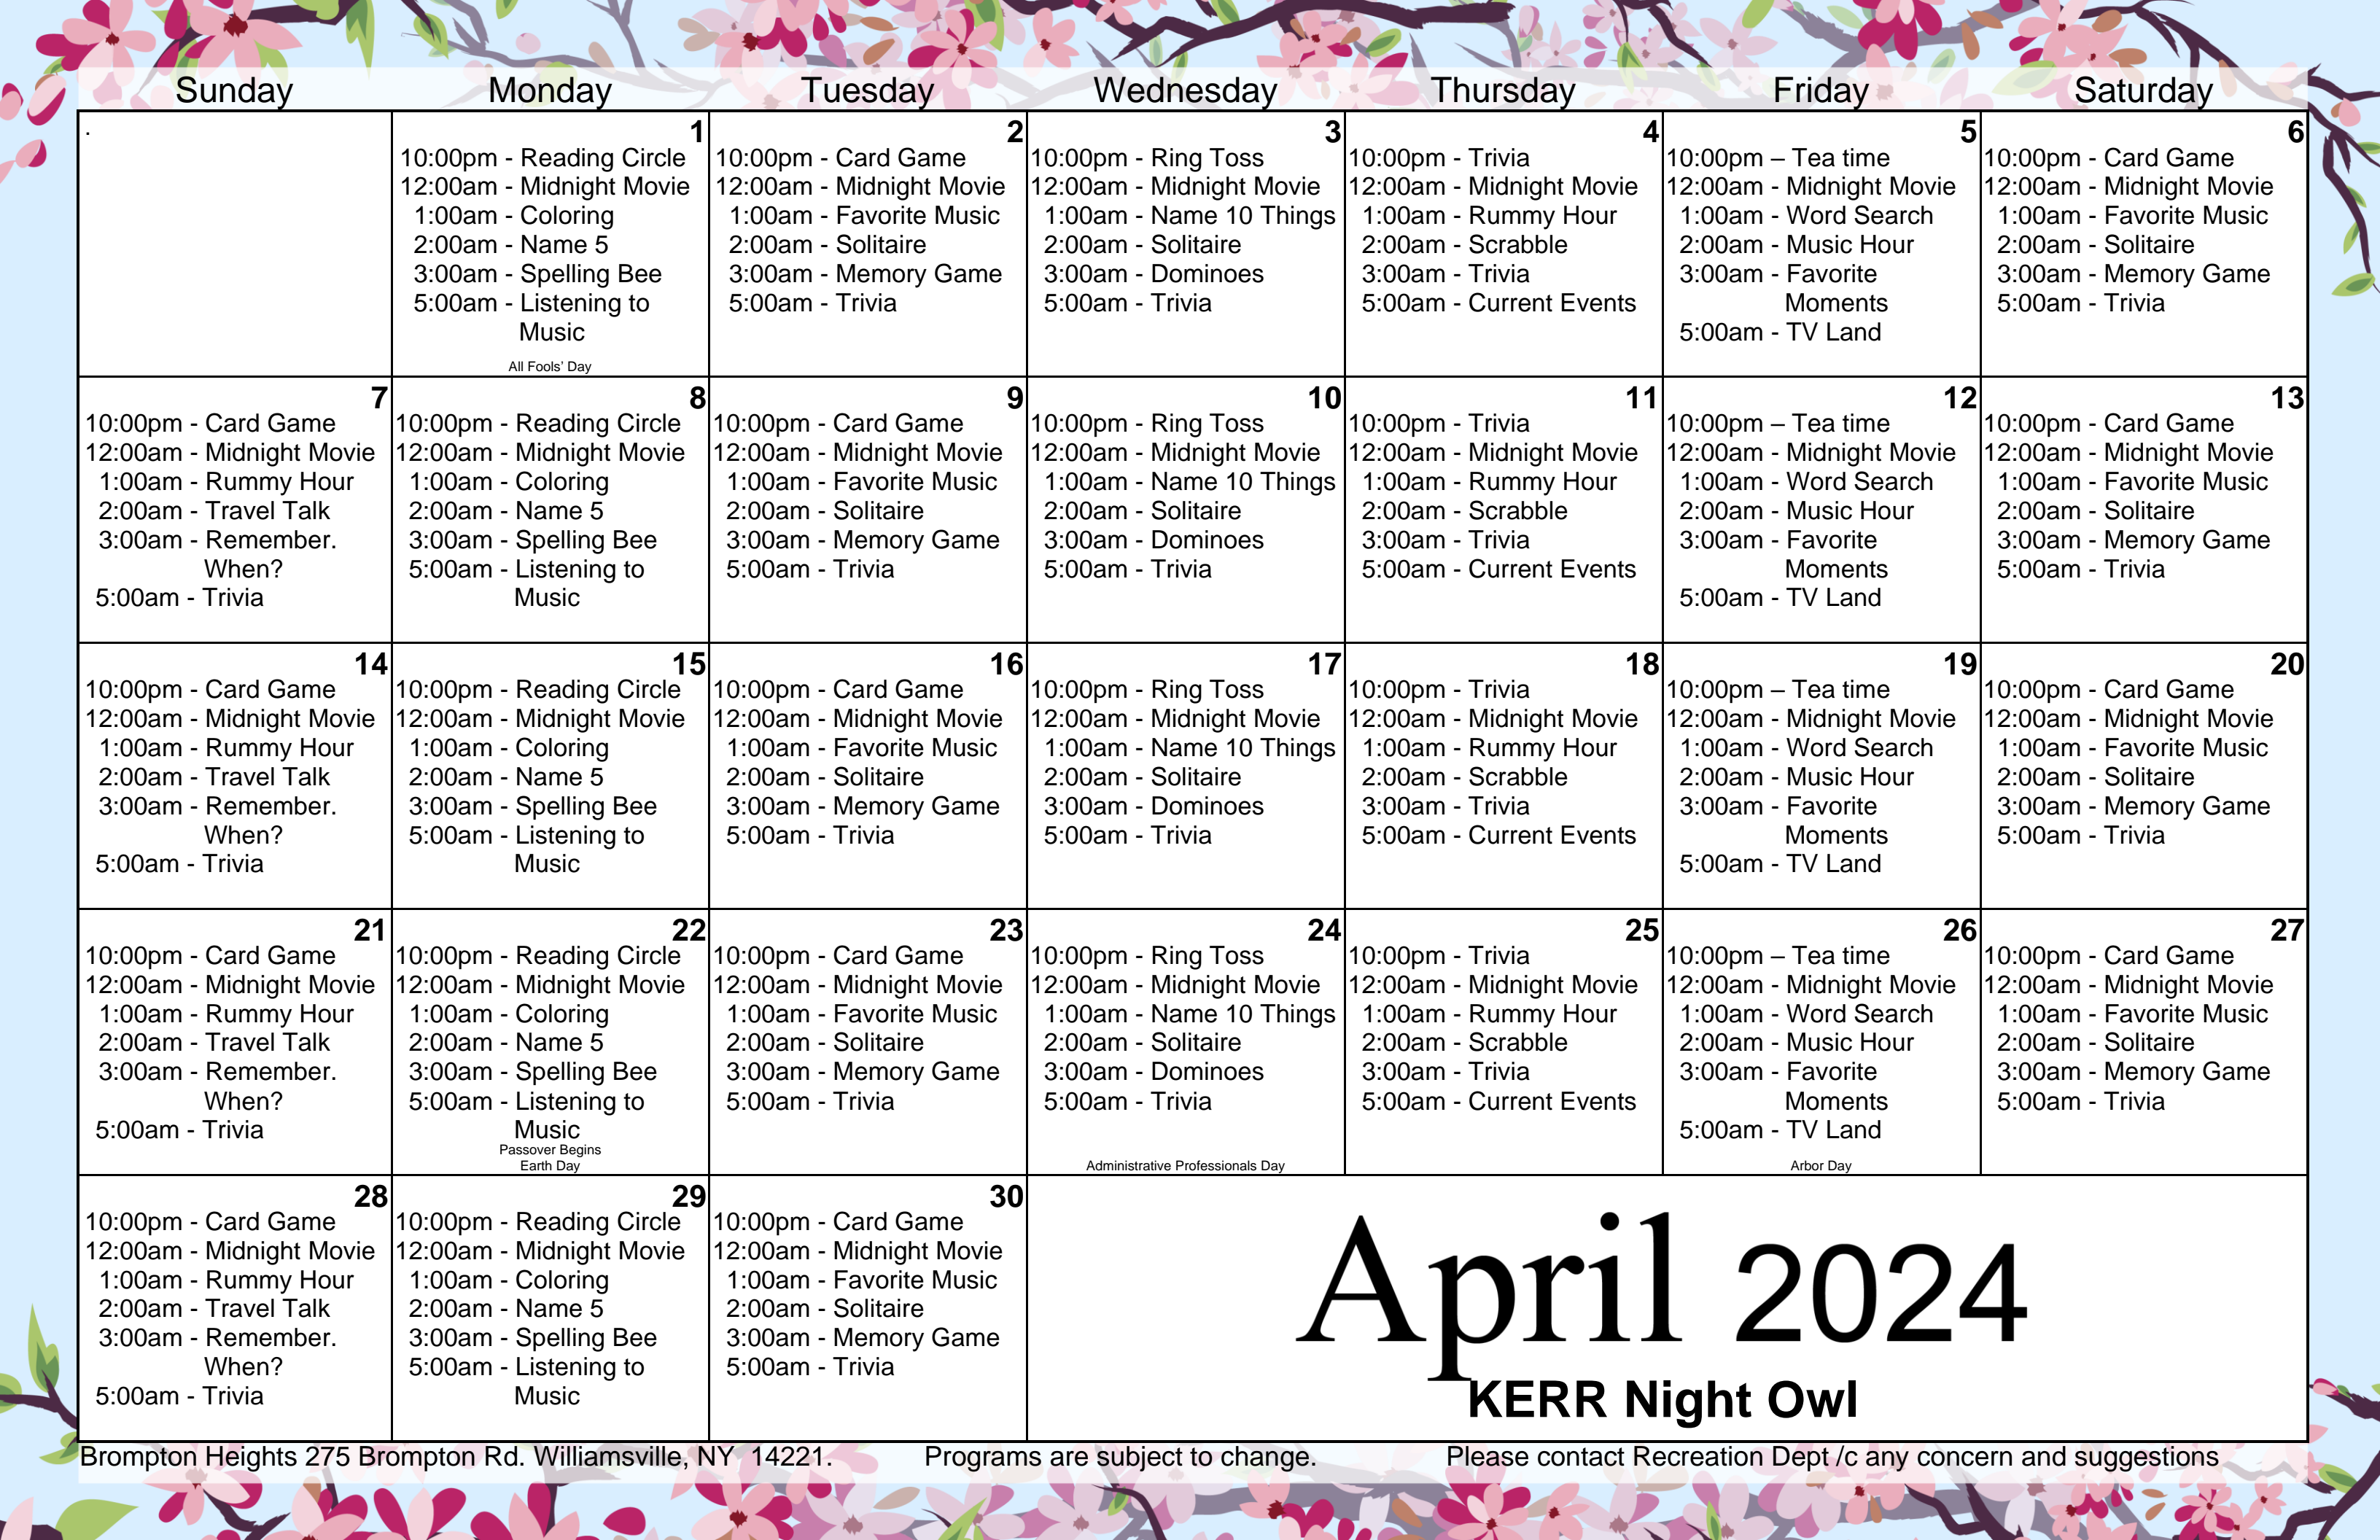 Sunday Monday Tuesday Wednesday Thursday Friday Saturday
.
1
10:00pm - Reading Circle
12:00am - Midnight Movie
1:00am - Coloring
2:00am - Name 5
3:00am - Spelling Bee
5:00am - Listening to
Music
All Fools' Day
2
10:00pm - Card Game
12:00am - Midnight Movie
1:00am - Favorite Music
2:00am - Solitaire
3:00am - Memory Game
5:00am - Trivia
3
10:00pm - Ring Toss
12:00am - Midnight Movie
1:00am - Name 10 Things
2:00am - Solitaire
3:00am - Dominoes
5:00am - Trivia
4
10:00pm - Trivia
12:00am - Midnight Movie
1:00am - Rummy Hour
2:00am - Scrabble
3:00am - Trivia
5:00am - Current Events
5
10:00pm – Tea time
12:00am - Midnight Movie
1:00am - Word Search
2:00am - Music Hour
3:00am - Favorite
Moments
5:00am - TV Land
6
10:00pm - Card Game
12:00am - Midnight Movie
1:00am - Favorite Music
2:00am - Solitaire
3:00am - Memory Game
5:00am - Trivia
7
10:00pm - Card Game
12:00am - Midnight Movie
1:00am - Rummy Hour
2:00am - Travel Talk
3:00am - Remember.
When?
5:00am - Trivia
8
10:00pm - Reading Circle
12:00am - Midnight Movie
1:00am - Coloring
2:00am - Name 5
3:00am - Spelling Bee
5:00am - Listening to
Music
9
10:00pm - Card Game
12:00am - Midnight Movie
1:00am - Favorite Music
2:00am - Solitaire
3:00am - Memory Game
5:00am - Trivia
10
10:00pm - Ring Toss
12:00am - Midnight Movie
1:00am - Name 10 Things
2:00am - Solitaire
3:00am - Dominoes
5:00am - Trivia
11
10:00pm - Trivia
12:00am - Midnight Movie
1:00am - Rummy Hour
2:00am - Scrabble
3:00am - Trivia
5:00am - Current Events
12
10:00pm – Tea time
12:00am - Midnight Movie
1:00am - Word Search
2:00am - Music Hour
3:00am - Favorite
Moments
5:00am - TV Land
13
10:00pm - Card Game
12:00am - Midnight Movie
1:00am - Favorite Music
2:00am - Solitaire
3:00am - Memory Game
5:00am - Trivia
14
10:00pm - Card Game
12:00am - Midnight Movie
1:00am - Rummy Hour
2:00am - Travel Talk
3:00am - Remember.
When?
5:00am - Trivia
15
10:00pm - Reading Circle
12:00am - Midnight Movie
1:00am - Coloring
2:00am - Name 5
3:00am - Spelling Bee
5:00am - Listening to
Music
16
10:00pm - Card Game
12:00am - Midnight Movie
1:00am - Favorite Music
2:00am - Solitaire
3:00am - Memory Game
5:00am - Trivia
17
10:00pm - Ring Toss
12:00am - Midnight Movie
1:00am - Name 10 Things
2:00am - Solitaire
3:00am - Dominoes
5:00am - Trivia
18
10:00pm - Trivia
12:00am - Midnight Movie
1:00am - Rummy Hour
2:00am - Scrabble
3:00am - Trivia
5:00am - Current Events
19
10:00pm – Tea time
12:00am - Midnight Movie
1:00am - Word Search
2:00am - Music Hour
3:00am - Favorite
Moments
5:00am - TV Land
20
10:00pm - Card Game
12:00am - Midnight Movie
1:00am - Favorite Music
2:00am - Solitaire
3:00am - Memory Game
5:00am - Trivia
21
10:00pm - Card Game
12:00am - Midnight Movie
1:00am - Rummy Hour
2:00am - Travel Talk
3:00am - Remember.
When?
5:00am - Trivia
22
10:00pm - Reading Circle
12:00am - Midnight Movie
1:00am - Coloring
2:00am - Name 5
3:00am - Spelling Bee
5:00am - Listening to
Music
Passover Begins
Earth Day
23
10:00pm - Card Game
12:00am - Midnight Movie
1:00am - Favorite Music
2:00am - Solitaire
3:00am - Memory Game
5:00am - Trivia
24
10:00pm - Ring Toss
12:00am - Midnight Movie
1:00am - Name 10 Things
2:00am - Solitaire
3:00am - Dominoes
5:00am - Trivia
Administrative Professionals Day
25
10:00pm - Trivia
12:00am - Midnight Movie
1:00am - Rummy Hour
2:00am - Scrabble
3:00am - Trivia
5:00am - Current Events
26
10:00pm – Tea time
12:00am - Midnight Movie
1:00am - Word Search
2:00am - Music Hour
3:00am - Favorite
Moments
5:00am - TV Land
Arbor Day
27
10:00pm - Card Game
12:00am - Midnight Movie
1:00am - Favorite Music
2:00am - Solitaire
3:00am - Memory Game
5:00am - Trivia
28
10:00pm - Card Game
12:00am - Midnight Movie
1:00am - Rummy Hour
2:00am - Travel Talk
3:00am - Remember.
When?
5:00am - Trivia
29
10:00pm - Reading Circle
12:00am - Midnight Movie
1:00am - Coloring
2:00am - Name 5
3:00am - Spelling Bee
5:00am - Listening to
Music
30
10:00pm - Card Game
12:00am - Midnight Movie
1:00am - Favorite Music
2:00am - Solitaire
3:00am - Memory Game
5:00am - Trivia
April 2024
KERR Night Owl
Brompton Heights 275 Brompton Rd. Williamsville, NY 14221. Programs are subject to change. Please contact Recreation Dept /c any concern and suggestions